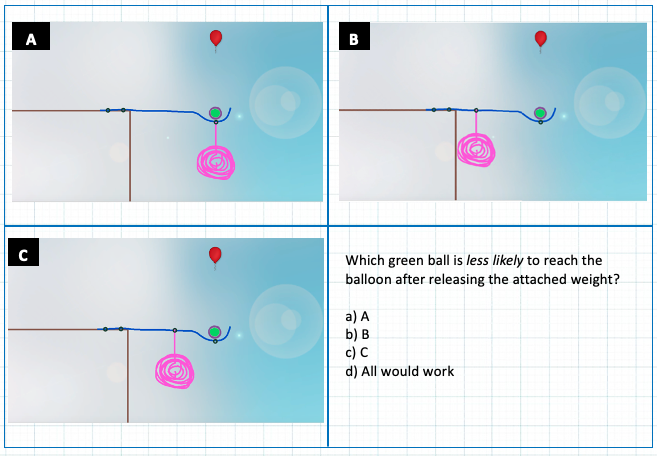 A
B
C
Which green ball is less likely to reach the
balloon after releasing the attached weight?
a) A
b) B
c) C
d) All would work